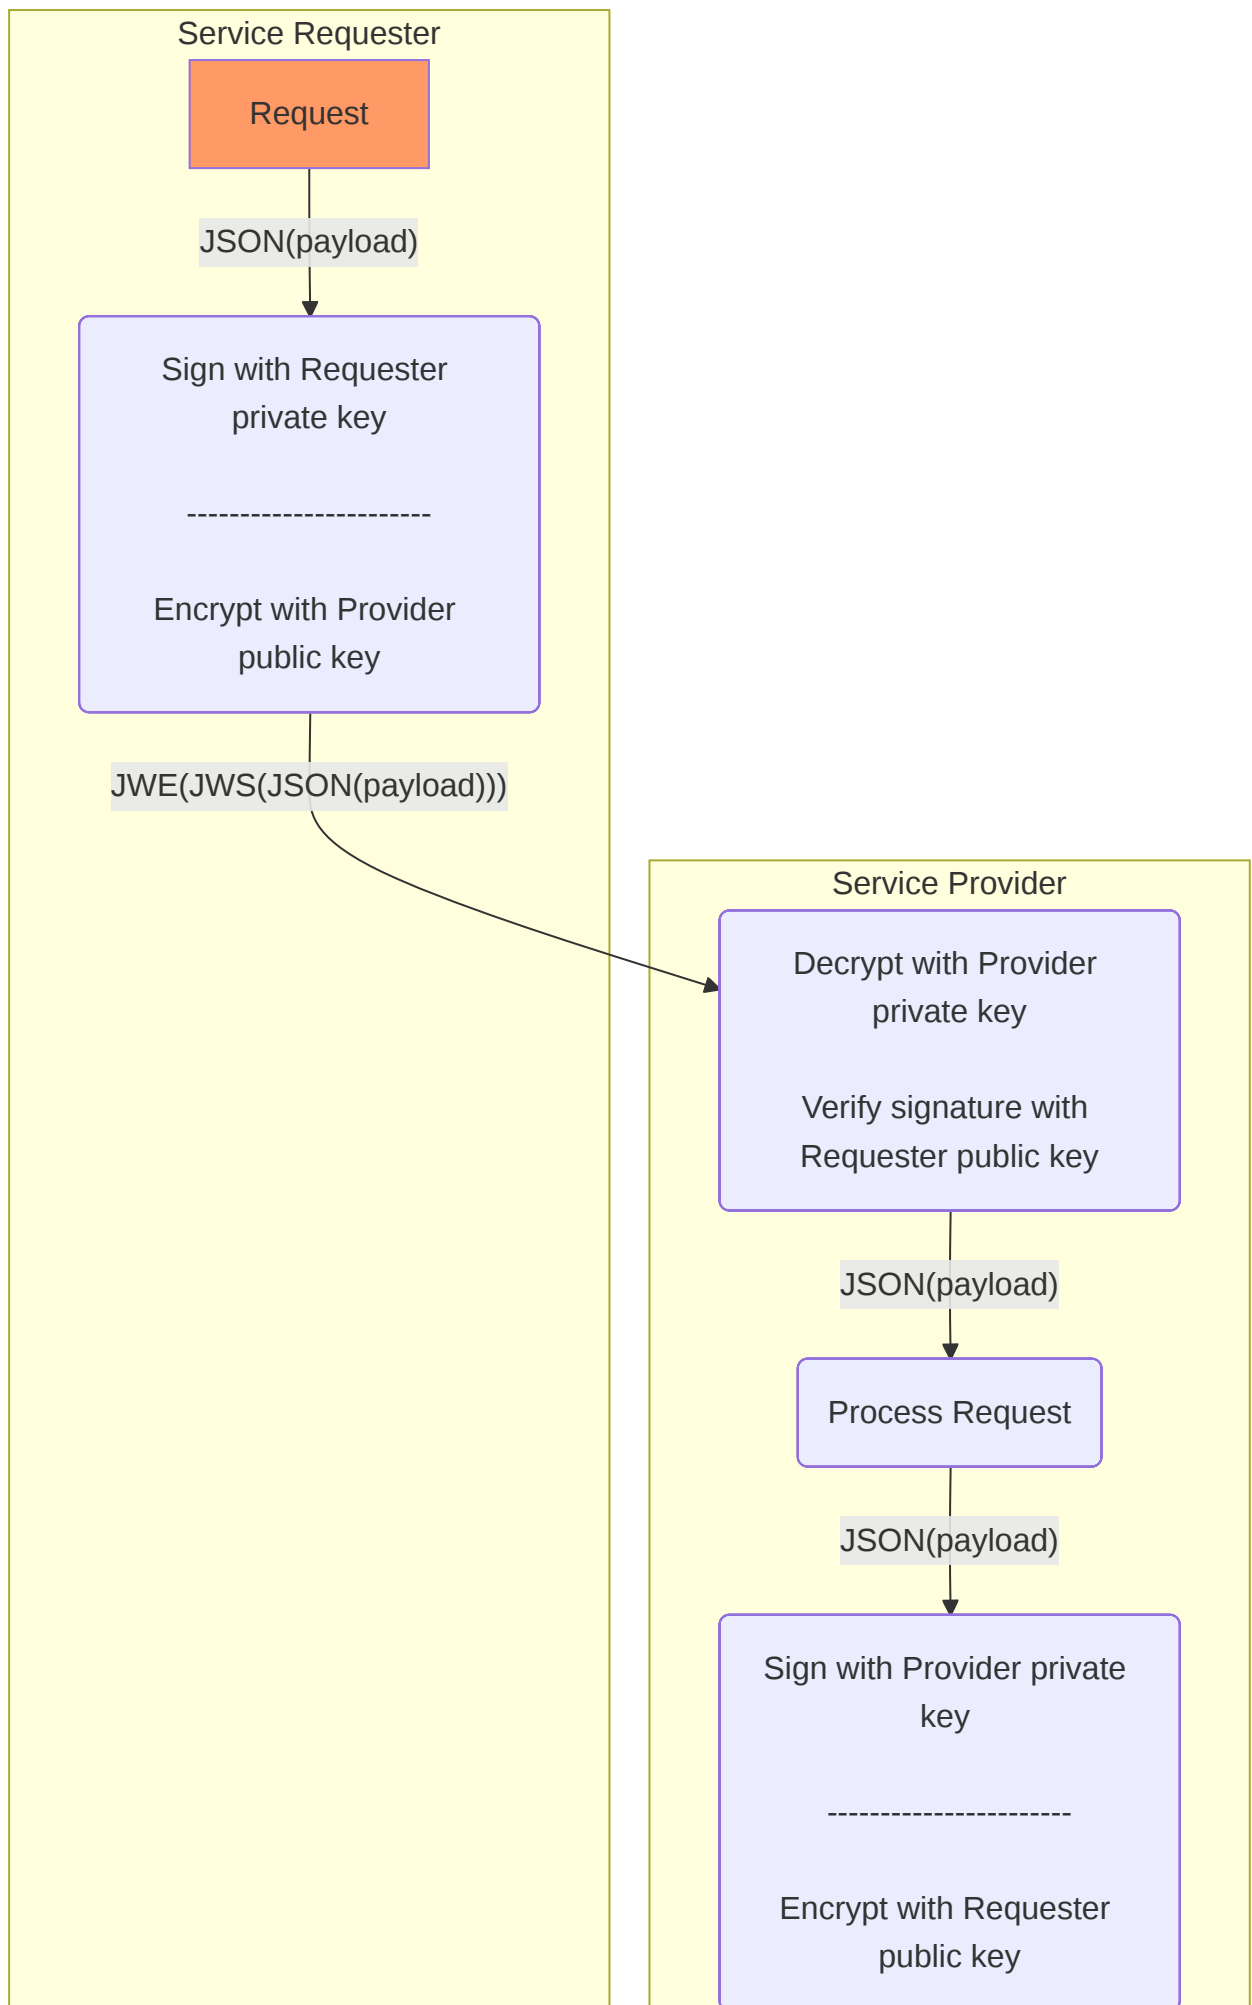 Service Requester
Request
JSON(payload)
Sign with Requester
private key
-----------------------
Encrypt with Provider
public key
JWE(JWS(JSON(payload)))
Service Provider
Decrypt with Provider
private key
Verify signature with
Requester public key
JSON(payload)
Process Request
JSON(payload)
Sign with Provider private
key
-----------------------
Encrypt with Requester
public key